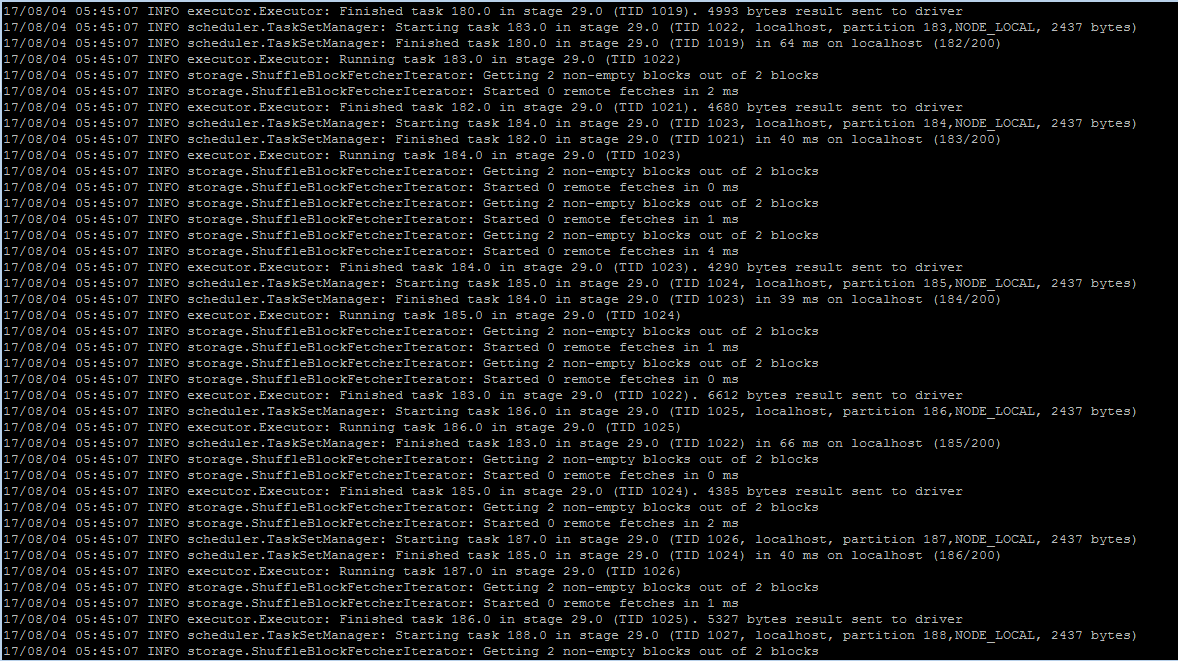 17/08/04 05:45:07 INFO executor.Executor: Finished task 180.0 in stage 29.0 (TID 1019). 4993 bytes result sent to driver
17/08/04 05:45:07 INFO scheduler.TaskSetManager: Starting task 183.0 in stage 29.0 (TID 1022, localhost, partition 183,NODE_LOCAL, 2437 bytes)
17/08/04 05:45:07 INFO scheduler.TaskSetManager: Finished task 180.0 in stage 29.0 (TID 1019) in 64 ms on localhost (182/200)
17/08/04 05:45:07 INFO executor.Executor: Running task 183.0 in stage 29.0 (TID 1022)
17/08/04 05:45:07 INFO storage.ShuffleBlockFetcherIterator: Getting 2 non-empty blocks out of 2 blocks
17/08/04 05:45:07 INFO storage.ShuffleBlockFetcherIterator: Started 0 remote fetches in 2 ms
17/08/04 05:45:07 INFO executor.Executor: Finished task 182.0 in stage 29.0 (TID 1021). 4680 bytes result sent to driver
17/08/04 05:45:07 INFO scheduler.TaskSetManager: Starting task 184.0 in stage 29.0 (TID 1023, localhost, partition 184,NODE_LOCAL, 2437 bytes)
17/08/04 05:45:07 INFO scheduler.TaskSetManager: Finished task 182.0 in stage 29.0 (TID 1021) in 40 ms on localhost (183/200)
17/08/04 05:45:07 INFO executor.Executor: Running task 184.0 in stage 29.0 (TID 1023)
17/08/04 05:45:07 INFO storage.ShuffleBlockFetcherIterator: Getting 2 non-empty blocks out of 2 blocks
17/08/04 05:45:07 INFO storage.ShuffleBlockFetcherIterator: Started 0 remote fetches in 0 ms
17/08/04 05:45:07 INFO storage.ShuffleBlockFetcherIterator: Getting 2 non-empty blocks out of 2 blocks
17/08/04 05:45:07 INFO storage.ShuffleBlockFetcherIterator: Started 0 remote fetches in 1 ms
17/08/04 05:45:07 INFO storage.ShuffleBlockFetcherIterator: Getting 2 non-empty blocks out of 2 blocks
17/08/04 05:45:07 INFO storage.ShuffleBlockFetcherIterator: Started 0 remote fetches in 4 ms
17/08/04 05:45:07 INFO executor.Executor: Finished task 184.0 in stage 29.0 (TID 1023). 4290 bytes result sent to driver
17/08/04 05:45:07 INFO scheduler.TaskSetManager: Starting task 185.0 in stage 29.0 (TID 1024, localhost, partition 185,NODE_LOCAL, 2437 bytes)
17/08/04 05:45:07 INFO scheduler.TaskSetManager: Finished task 184.0 in stage 29.0 (TID 1023) in 39 ms on localhost (184/200)
17/08/04 05:45:07 INFO executor.Executor: Running task 185.0 in stage 29.0 (TID 1024)
17/08/04 05:45:07 INFO storage.ShuffleBlockFetcherIterator: Getting 2 non-empty blocks out of 2 blocks
17/08/04 05:45:07 INFO storage.ShuffleBlockFetcherIterator: Started 0 remote fetches in 1 ms
17/08/04 05:45:07 INFO storage.ShuffleBlockFetcherIterator: Getting 2 non-empty blocks out of 2 blocks
17/08/04 05:45:07 INFO storage.ShuffleBlockFetcherIterator: Started 0 remote fetches in 0 ms
17/08/04 05:45:07 INFO executor.Executor: Finished task 183.0 in stage 29.0 (TID 1022). 6612 bytes result sent to driver
17/08/04 05:45:07 INFO scheduler.TaskSetManager: Starting task 186.0 in stage 29.0 (TID 1025, localhost, partition 186,NODE_LOCAL, 2437 bytes)
17/08/04 05:45:07 INFO executor.Executor: Running task 186.0 in stage 29.0 (TID 1025)
17/08/04 05:45:07 INFO scheduler.TaskSetManager: Finished task 183.0 in stage 29.0 (TID 1022) in 66 ms on localhost (185/200)
17/08/04 05:45:07 INFO storage.ShuffleBlockFetcherIterator: Getting 2 non-empty blocks out of 2 blocks
17/08/04 05:45:07 INFO storage.ShuffleBlockFetcherIterator: Started 0 remote fetches in 0 ms
17/08/04 05:45:07 INFO executor.Executor: Finished task 185.0 in stage 29.0 (TID 1024). 4385 bytes result sent to driver
17/08/04 05:45:07 INFO storage.ShuffleBlockFetcherIterator: Getting 2 non-empty blocks out of 2 blocks
17/08/04 05:45:07 INFO storage.ShuffleBlockFetcherIterator: Started 0 remote fetches in 2 ms
17/08/04 05:45:07 INFO scheduler.TaskSetManager: Starting task 187.0 in stage 29.0 (TID 1026, localhost, partition 187,NODE_LOCAL, 2437 bytes)
17/08/04 05:45:07 INFO scheduler.TaskSetManager: Finished task 185.0 in stage 29.0 (TID 1024) in 40 ms on localhost (186/200)
17/08/04 05:45:07 INFO executor.Executor: Running task 187.0 in stage 29.0 (TID 1026)
17/08/04 05:45:07 INFO storage.ShuffleBlockFetcherIterator: Getting 2 non-empty blocks out of 2 blocks
17/08/04 05:45:07 INFO storage.ShuffleBlockFetcherIterator: Started 0 remote fetches in 1 ms
17/08/04 05:45:07 INFO executor.Executor: Finished task 186.0 in stage 29.0 (TID 1025). 5327 bytes result sent to driver
17/08/04 05:45:07 INFO scheduler.TaskSetManager: Starting task 188.0 in stage 29.0 (TID 1027, localhost, partition 188,NODE_LOCAL, 2437 bytes)
17/08/04 05:45:07 INFO storage.ShuffleBlockFetcherIterator: Getting 2 non-empty blocks out of 2 blocks